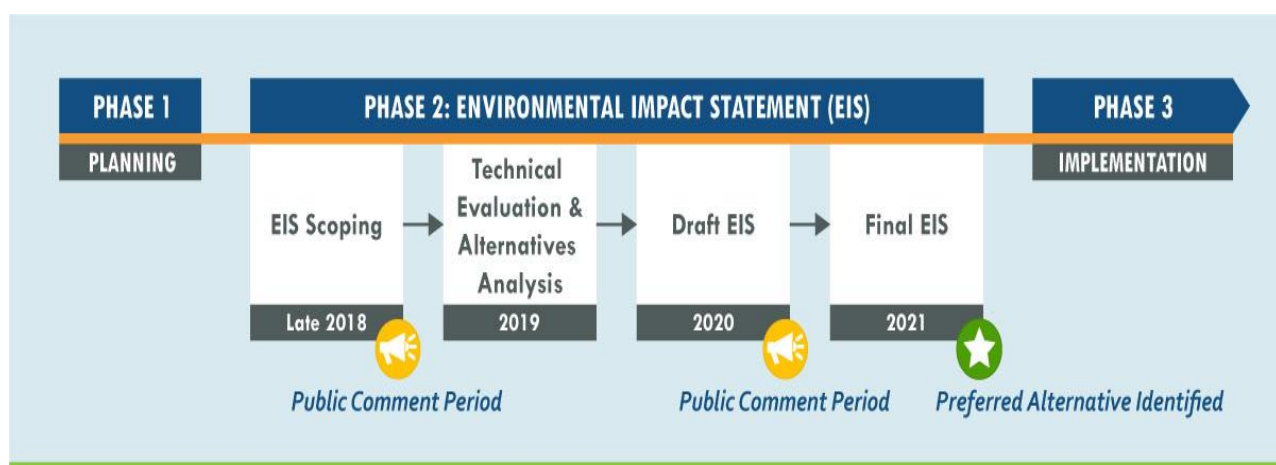 PHASE 1
PHASE 2: ENVIRONMENTAL IMPACT STATEMENT (EIS)
PHASE 3
PLANNING
IMPLEMENTATION
EIS Scoping
Technical
Evaluation &
Alternatives
Analysis
Draft EIS
Final EIS
Late 2018
2019
2020
2021
Public Comment Period
Public Comment Period
Preferred Alternative Identified